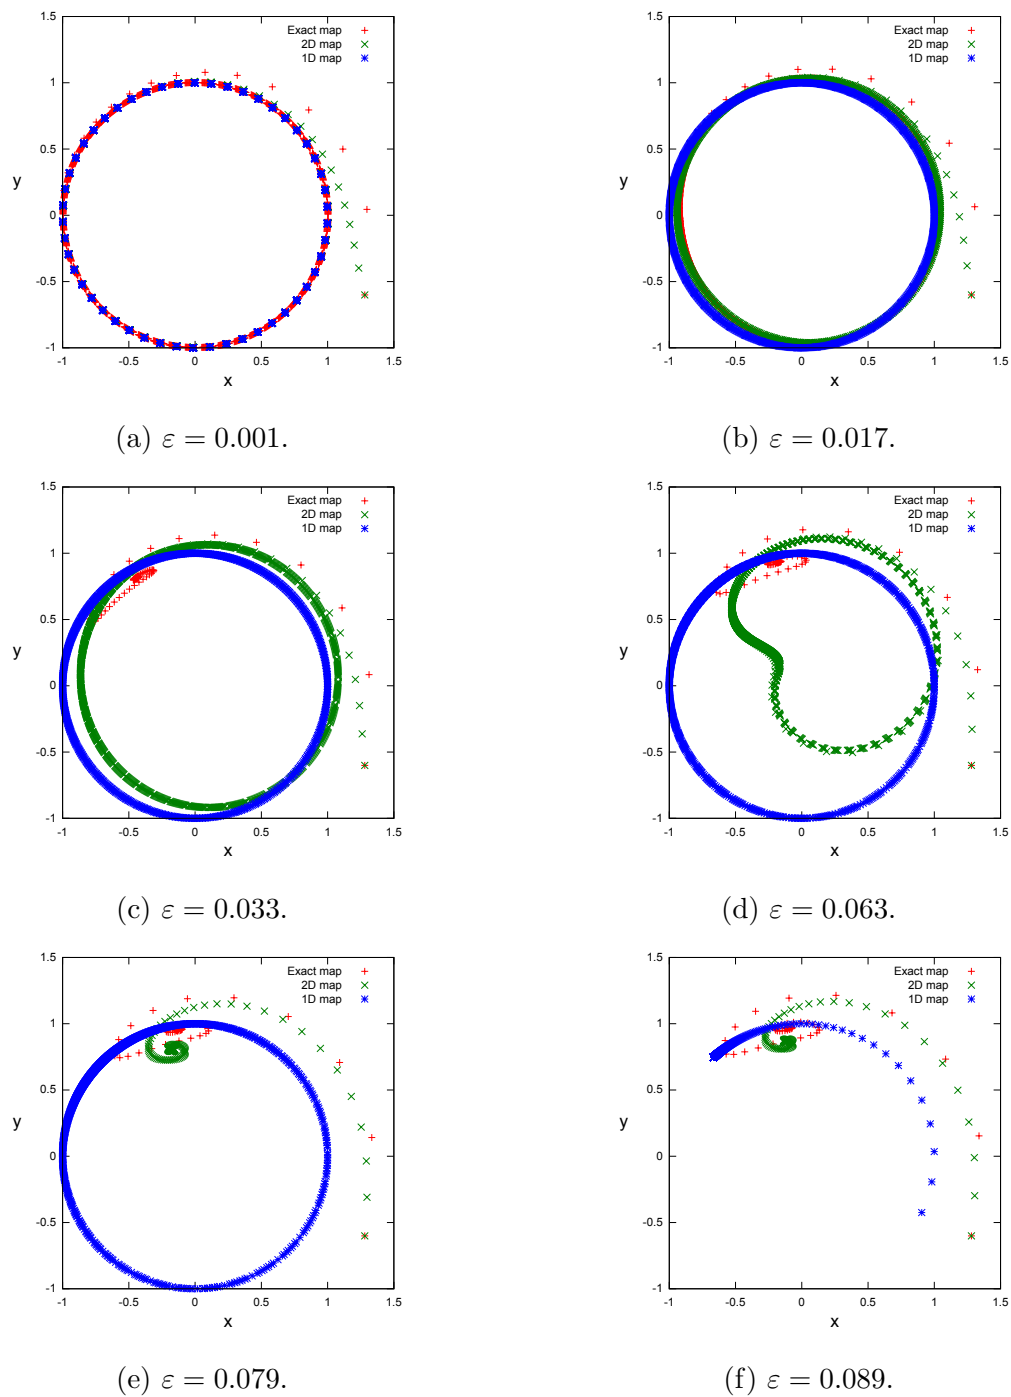 1.5
Exact map
2D map
1D map
1
0.5
y
0
-0.5
-1
-1 -0.5 0 0.5 1 1.5
x
(a) ε = 0.001.
1.5
Exact map
2D map
1D map
1
0.5
y
0
-0.5
-1
-1 -0.5 0 0.5 1 1.5
x
(b) ε = 0.017.
1.5
Exact map
2D map
1D map
1
0.5
y
0
-0.5
-1
-1 -0.5 0 0.5 1 1.5
x
(c) ε = 0.033.
1.5
Exact map
2D map
1D map
1
0.5
y
0
-0.5
-1
-1 -0.5 0 0.5 1 1.5
x
(d) ε = 0.063.
1.5
Exact map
2D map
1D map
1
0.5
y
0
-0.5
-1
-1 -0.5 0 0.5 1 1.5
x
(e) ε = 0.079.
1.5
Exact map
2D map
1D map
1
0.5
y
0
-0.5
-1
-1 -0.5 0 0.5 1 1.5
x
(f) ε = 0.089.